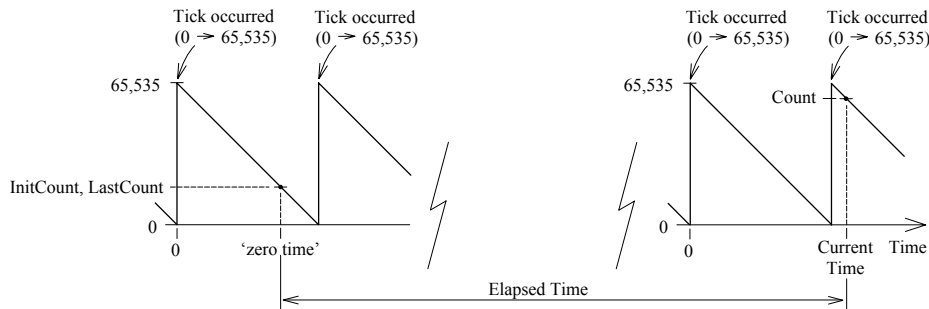 Tick occurred
(0 → 65,535)
Tick occurred
(0 → 65,535)
Tick occurred
(0 → 65,535)
Tick occurred
(0 → 65,535)
65,535
65,535
Count
InitCount, LastCount
0
0
0
'zero time'
0
Current
Time
Time
Elapsed Time